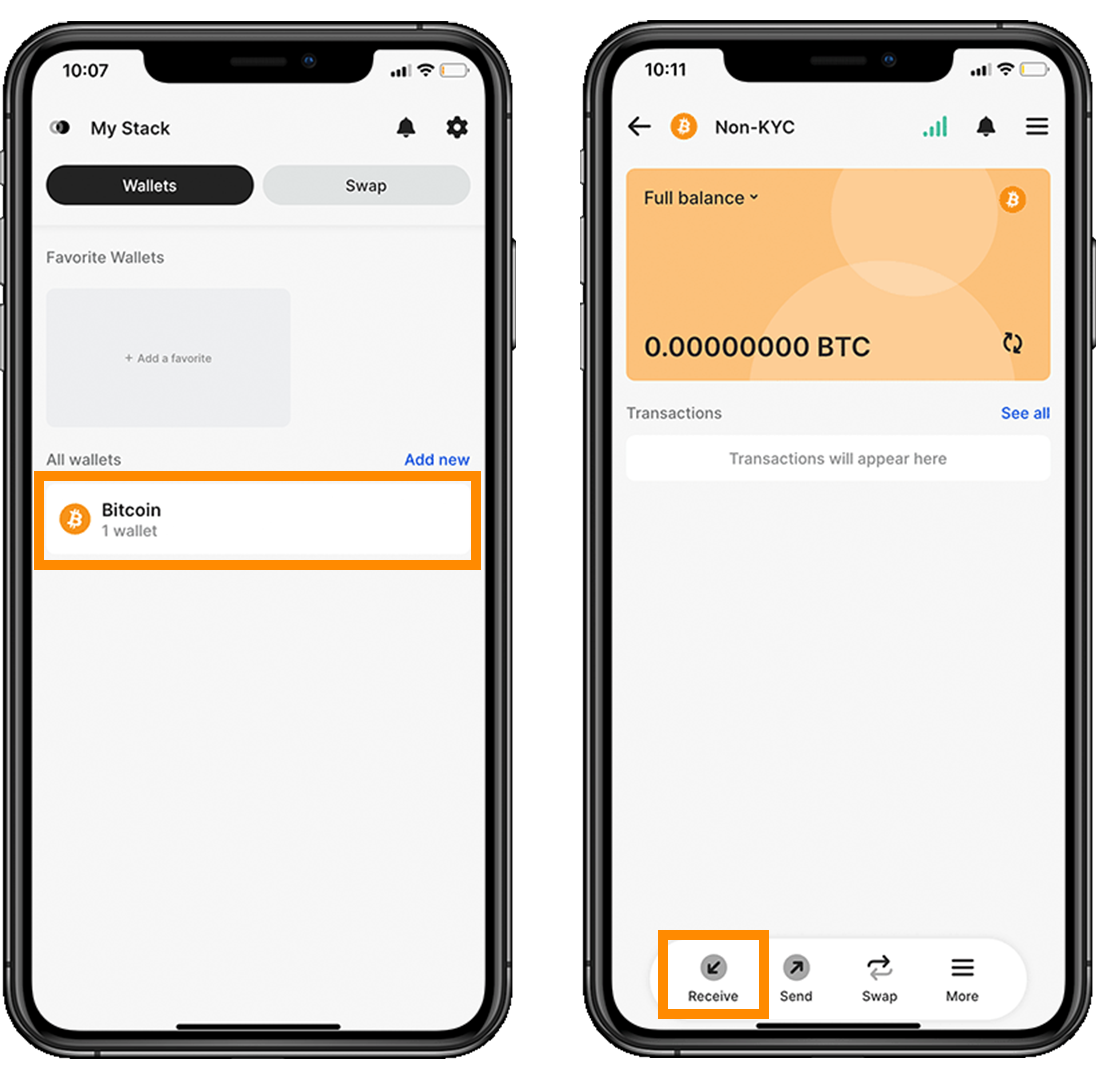 10:07
My Stack
Wallets
Swap
Favorite Wallets
+ Add a favorite
All wallets
Add new
Bitcoin
1 wallet
10:11
Non-KYC
Full balance
0.00000000 BTC
Transactions
See all
Transactions will appear here
Receive
Send
Swap
More